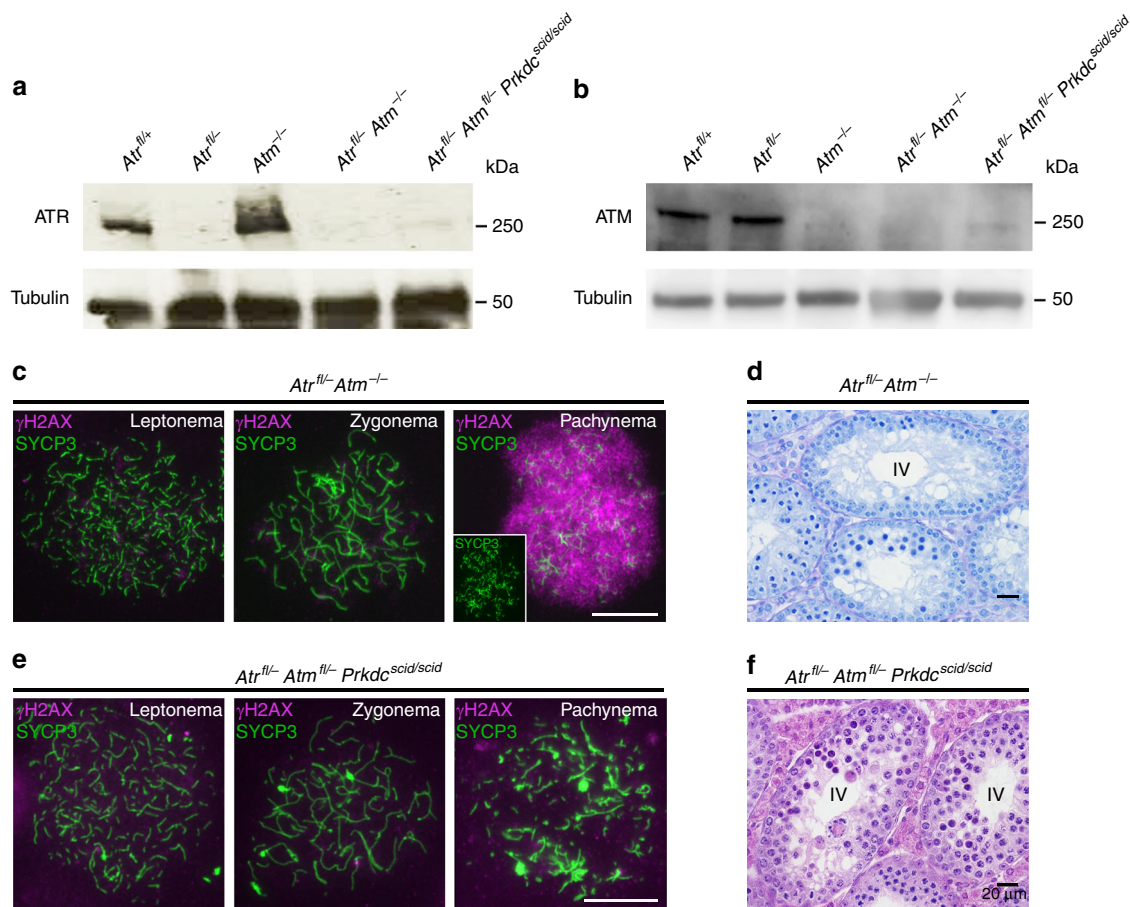 a
Atr fl/+
Atr fl/–
Atm –/–
Atr fl/– Atm –/–
Atr fl/– Atm fl/– Prkdc scid/scid
kDa
ATR
– 250
Tubulin
– 50
b
Atr fl/+
Atr fl/–
Atm –/–
Atr fl/– Atm –/–
Atr fl/– Atm fl/– Prkdc scid/scid
kDa
ATM
– 250
Tubulin
– 50
c
Atr fl/– Atm –/–
γH2AX
SYCP3
Leptonema
γH2AX
SYCP3
Zygonema
γH2AX
SYCP3
Pachynema
SYCP3
d
Atr fl/– Atm –/–
IV
e
Atr fl/– Atm fl/– Prkdc scid/scid
γH2AX
SYCP3
Leptonema
γH2AX
SYCP3
Zygonema
γH2AX
SYCP3
Pachynema
f
Atr fl/– Atm fl/– Prkdc scid/scid
IV
IV
20 μm